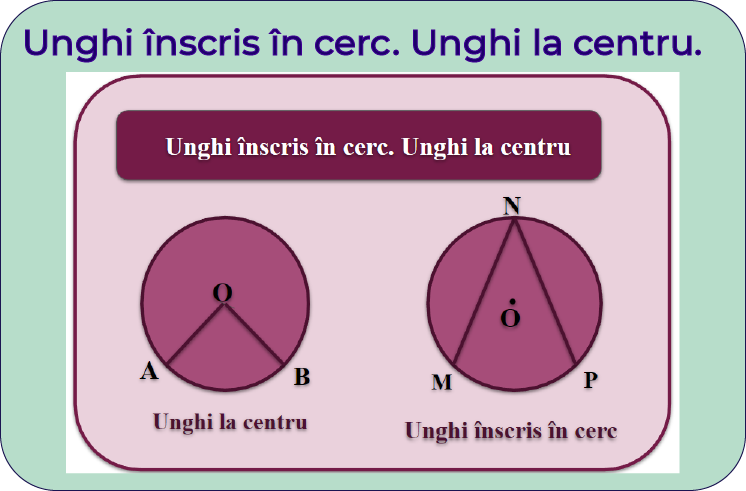 Unghi înscris în cerc. Unghi la centru.
Unghi înscris în cerc. Unghi la centru
N
O
O
A
B
M
P
Unghi la centru
Unghi înscris în cerc